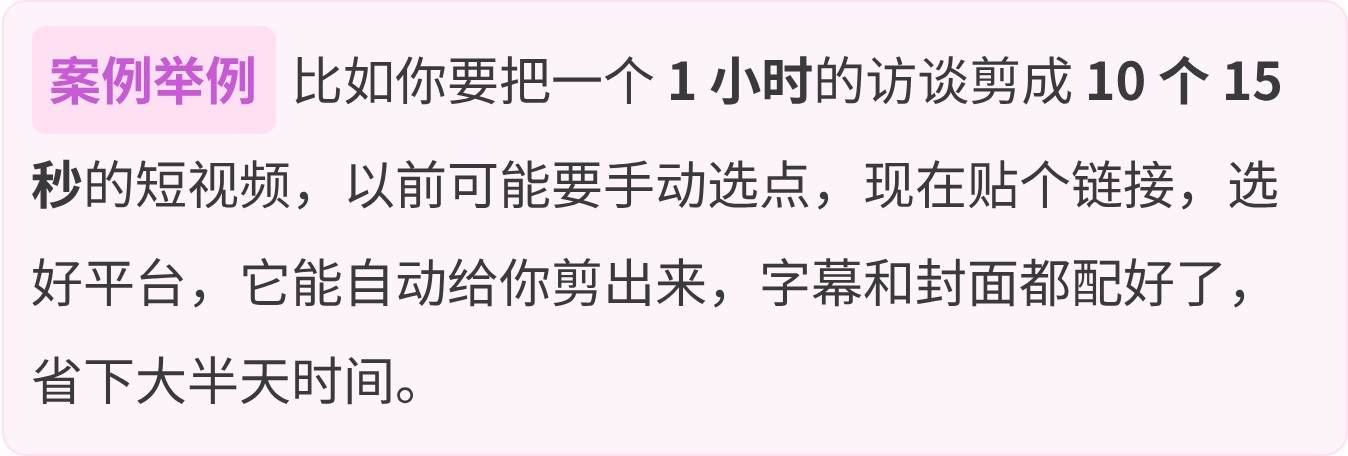 案例举例 比如你要把一个 1 小时的访谈剪成 10 个 15
秒的短视频，以前可能要手动选点，现在贴个链接，选
好平台，它能自动给你剪出来，字幕和封面都配好了，
省下大半天时间。